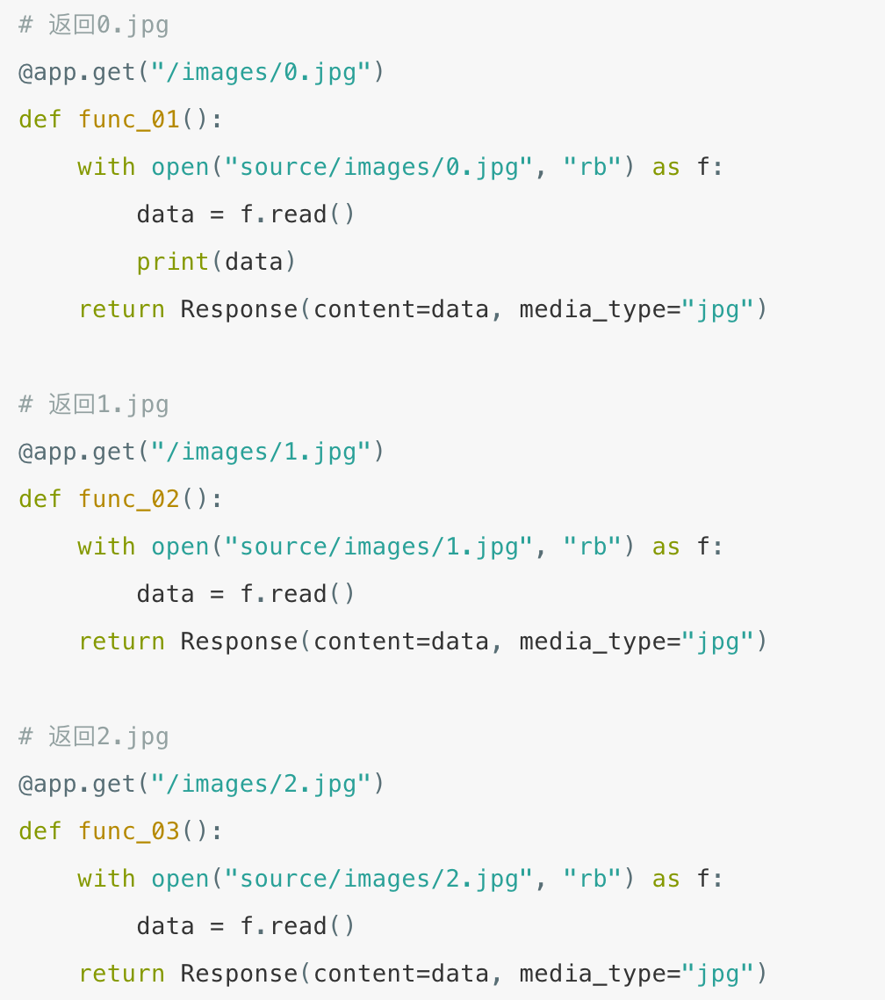 # 返回0.jpg
@app.get("/images/0.jpg")
def func_01():
    with open("source/images/0.jpg", "rb") as f:
        data = f.read()
        print(data)
    return Response(content=data, media_type="jpg")

# 返回1.jpg
@app.get("/images/1.jpg")
def func_02():
    with open("source/images/1.jpg", "rb") as f:
        data = f.read()
    return Response(content=data, media_type="jpg")

# 返回2.jpg
@app.get("/images/2.jpg")
def func_03():
    with open("source/images/2.jpg", "rb") as f:
        data = f.read()
    return Response(content=data, media_type="jpg")